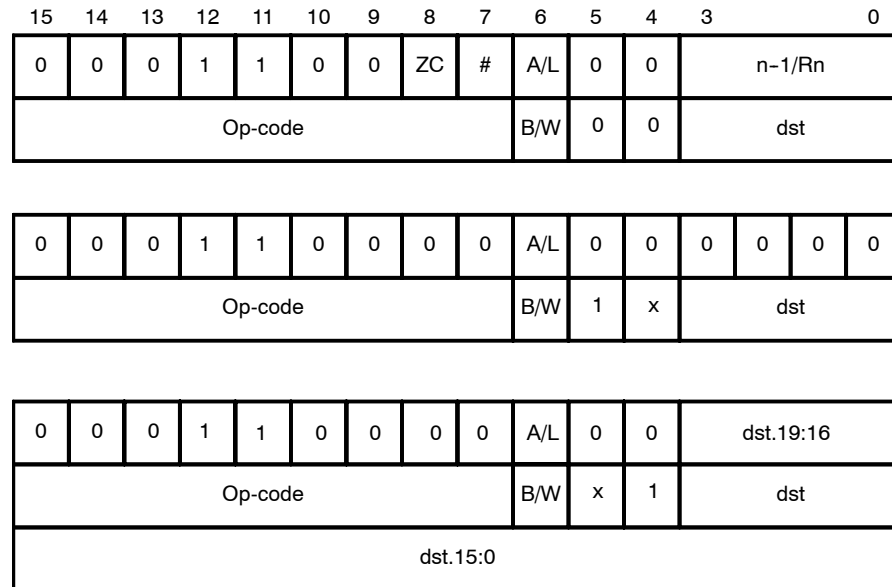 15 14 13 12 11 10 9 8 7 6 5 4 3 0
0 0 0 1 1 0 0 ZC # A/L 0 0 n-1/Rn
Op-code B/W 0 0 dst
0 0 0 1 1 0 0 0 0 A/L 0 0 0 0 0 0
Op-code B/W 1 x dst
0 0 0 1 1 0 0 0 0 A/L 0 0 dst.19:16
Op-code B/W x 1 dst
dst.15:0